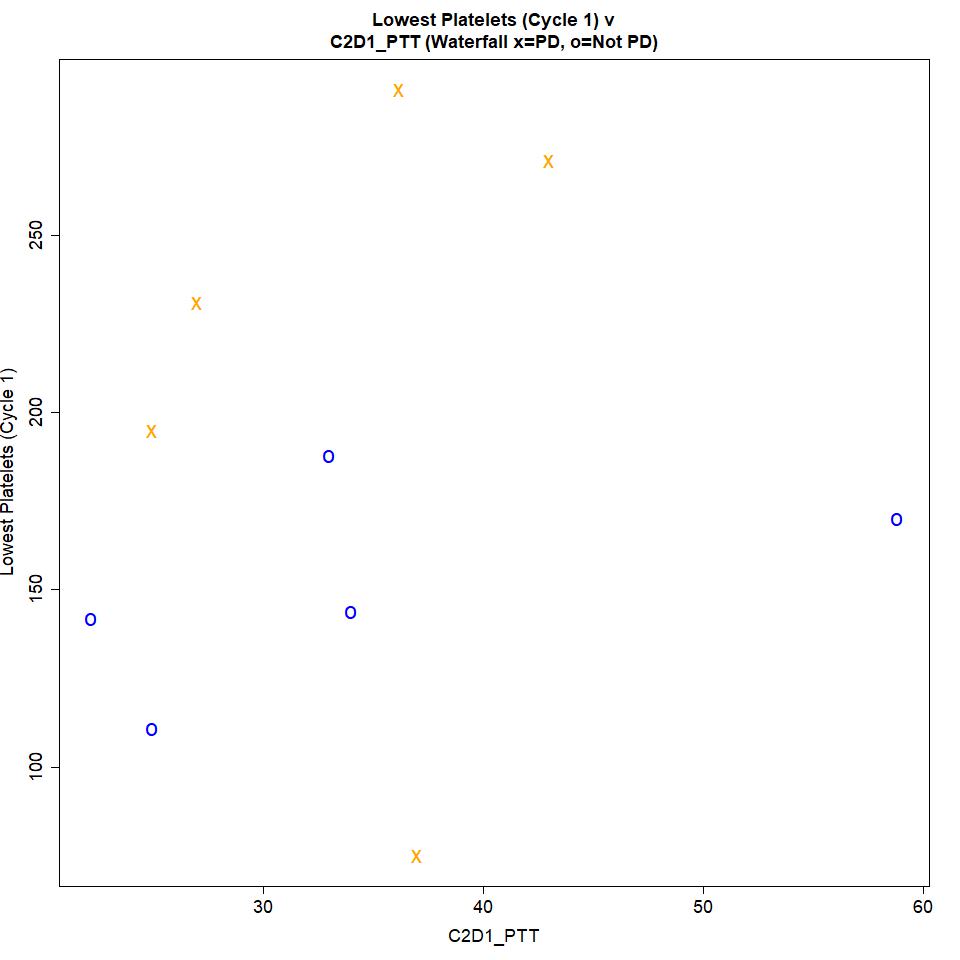 Lowest Platelets (Cycle 1) v
C2D1_PTT (Waterfall x=PD, o=Not PD)
Lowest Platelets (Cycle 1)
250
200
150
100
X
X
X
X
O
O
O
O
O
X
30
40
50
60
C2D1_PTT